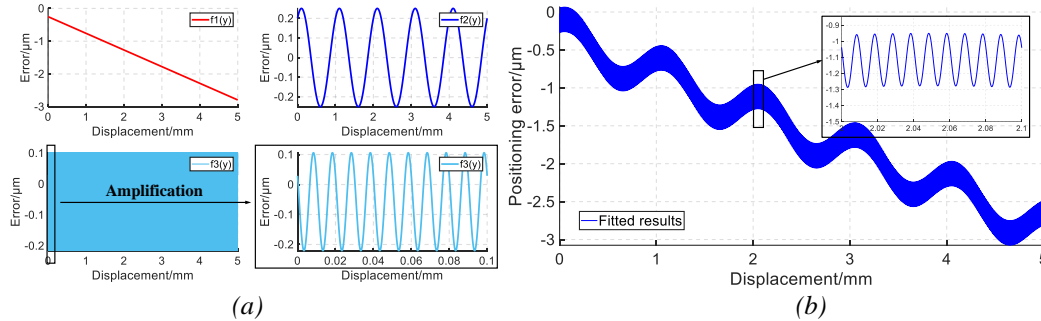 0
-1
-2
-3
Error/μm
f1(y)
0 1 2 3 4 5
Displacement/mm
0.2
0.1
0
-0.1
-0.2
Error/μm
f2(y)
0 1 2 3 4 5
Displacement/mm
0.1
0
-0.1
-0.2
Error/μm
f3(y)
Amplification
0 1 2 3 4 5
Displacement/mm
0.1
0
-0.1
-0.2
Error/μm
f3(y)
0 0.02 0.04 0.06 0.08 0.1
Displacement/mm
(a)
0
-0.5
-1
-1.5
-2
-2.5
-3
Positioning error/μm
-0.9
-1
-1.1
-1.2
-1.3
-1.4
-1.5
2.02 2.04 2.06 2.08 2.1
Fitted results
0 1 2 3 4 5
Displacement/mm
(b)